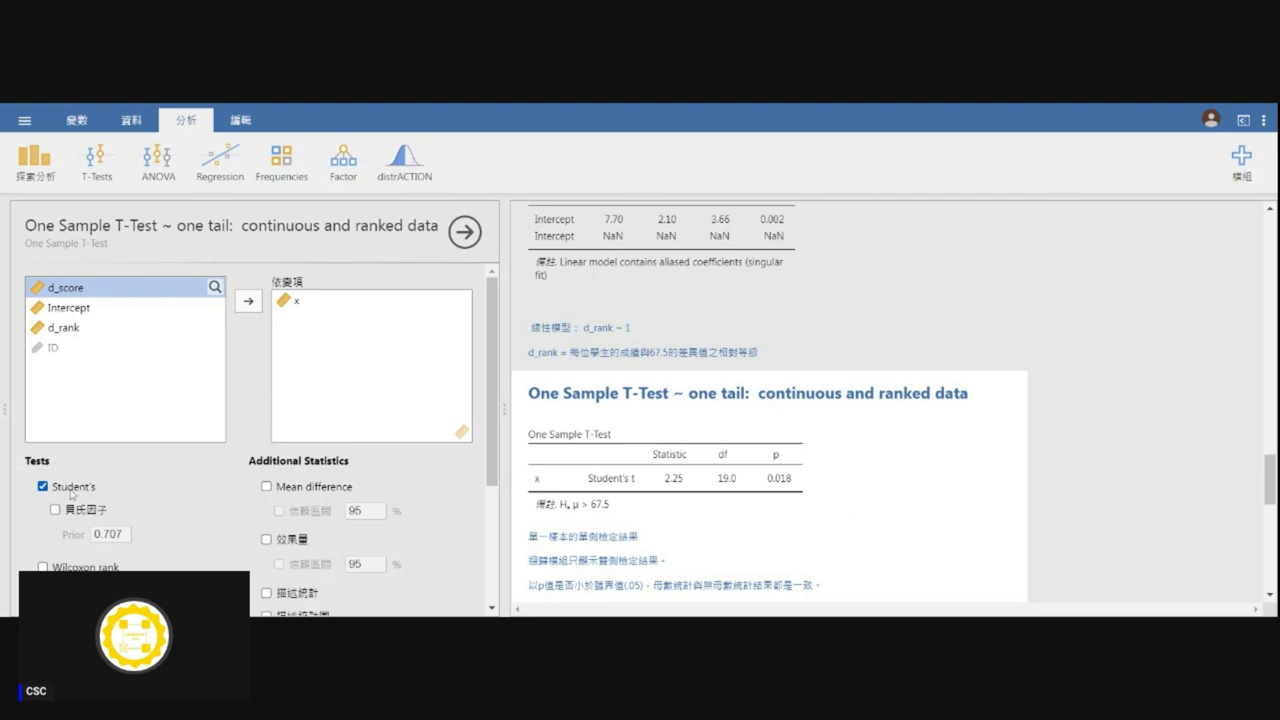 變數 資料 分析 編輯
探索分析 T-Tests ANOVA Regression Frequencies Factor distrACTION 模組
One Sample T-Test ~ one tail: continuous and ranked data
One Sample T-Test
d_score
Intercept
d_rank
ID
依變項
x
Tests
Student's
貝氏因子
Prior 0.707
Wilcoxon rank
Additional Statistics
Mean difference
信賴區間 95 %
效果量
信賴區間 95 %
描述統計
描述統計圖
Intercept 7.70 2.10 3.66 0.002
Intercept NaN NaN NaN NaN
備註. Linear model contains aliased coefficients (singular
fit)
線性模型： d_rank ~ 1
d_rank = 每位學生的成績與67.5的差異值之相對等級
One Sample T-Test ~ one tail: continuous and ranked data
One Sample T-Test
Statistic df p
x Student's t 2.25 19.0 0.018
備註. Hₐ μ > 67.5
單一樣本的單側檢定結果
迴歸模組只顯示雙側檢定結果。
以p值是否小於臨界值(.05)，母數統計與無母數統計結果都是一致。
CSC